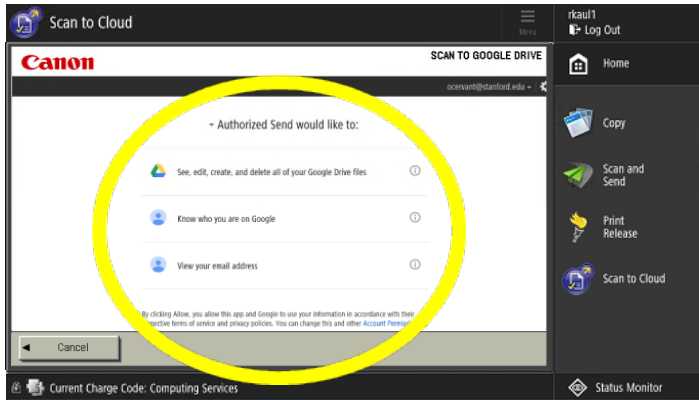 Scan to Cloud
Menu
rkaul1
Log Out
Canon
SCAN TO GOOGLE DRIVE
Home
ocervant@stanford.edu
Authorized Send would like to:
Copy
See, edit, create, and delete all of your Google Drive files
Scan and
Send
Know who you are on Google
Print
Release
View your email address
Scan to Cloud
By clicking Allow, you allow this app and Google to use your information in accordance with their
terms of service and privacy policies. You can change this and other Account
Cancel
Current Charge Code: Computing Services
Status Monitor